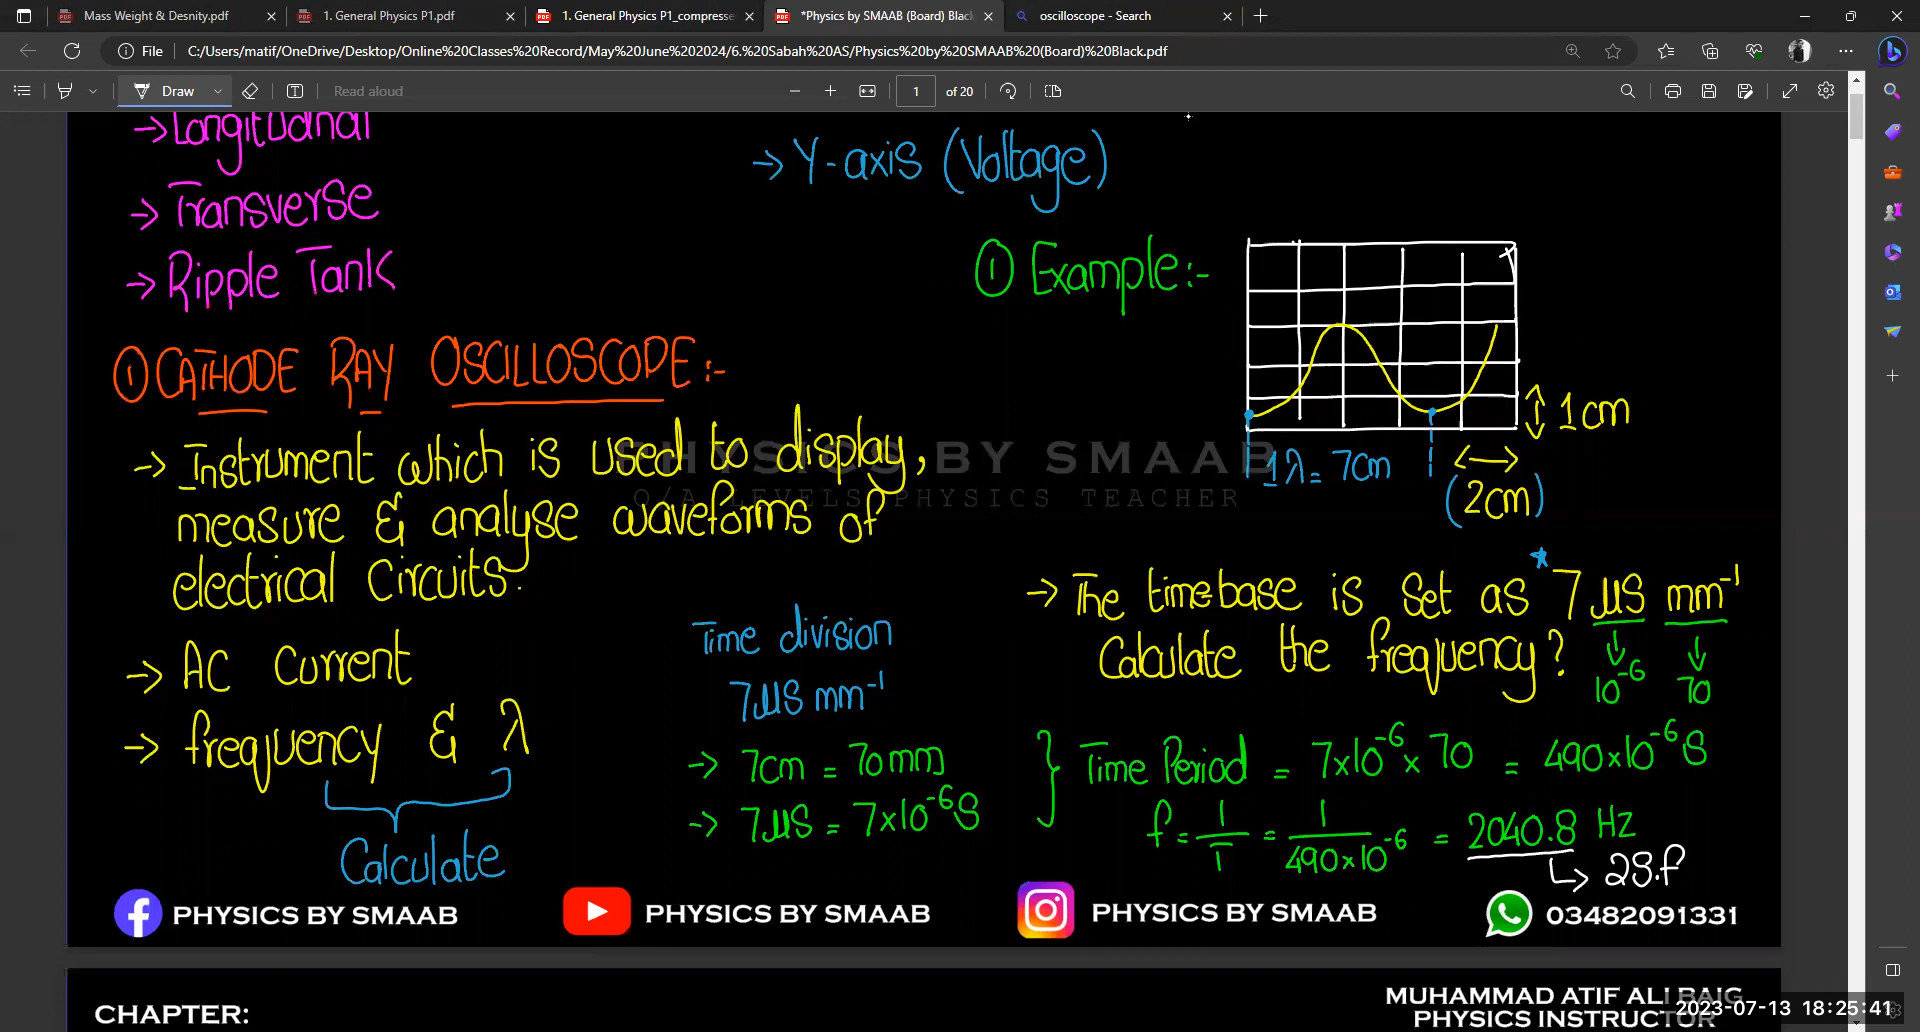 Mass Weight & Desnity.pdf
1. General Physics P1.pdf
1. General Physics P1_compresse
*Physics by SMAAB (Board) Blac
oscilloscope - Search
File
C:/Users/matif/OneDrive/Desktop/Online%20Classes%20Record/May%20June%202024/6.%20Sabah%20AS/Physics%20by%20SMAAB%20(Board)%20Black.pdf
Draw
Read aloud
1 of 20
→ Longitudnal
→ Transverse
→ Ripple Tank
→ Y-axis (Voltage)
① Example:-
① CATHODE RAY OSCILLOSCOPE:-
→ Instrument which is used to display,
measure & analyse waveforms of
electrical circuits.
→ AC current
→ frequency & λ
Calculate
PHYSICS BY SMAAB
O/A LEVELS PHYSICS TEACHER
1cm
1λ = 7cm
(2cm)
Time division
7μs mm⁻¹
→ 7cm = 70mm
→ 7μs = 7x10⁻⁶ S
→ The timebase is set as *7 μs mm⁻¹
Calculate the frequency?
10⁻⁶
70
Time Period = 7x10⁻⁶ x 70 = 490x10⁻⁶ S
f = 1/T = 1/490x10⁻⁶ = 2040.8 Hz
2S.f
PHYSICS BY SMAAB
PHYSICS BY SMAAB
PHYSICS BY SMAAB
03482091331
CHAPTER:
MUHAMMAD ATIF ALI BAIG
PHYSICS INSTRUCTOR
2023-07-13 18:25:41